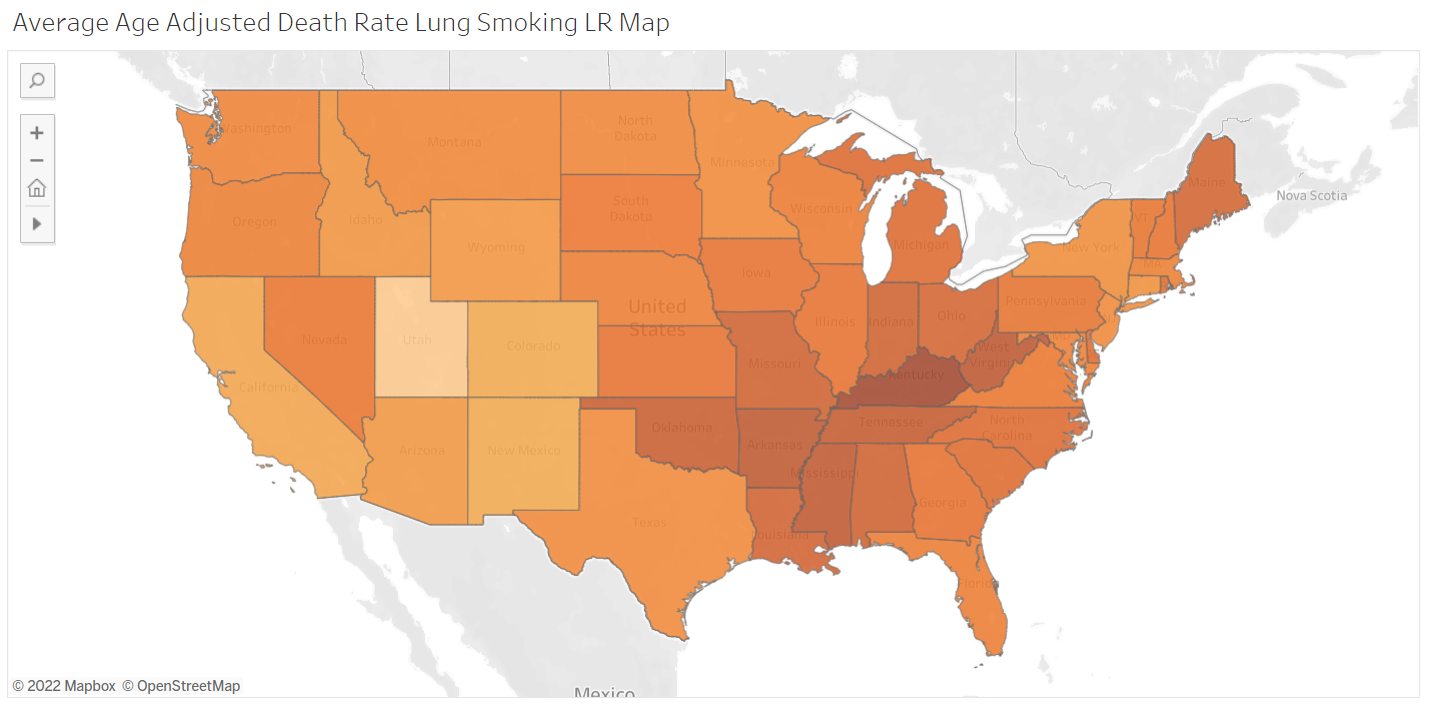 Average Age Adjusted Death Rate Lung Smoking LR Map
Washington
Montana
North
Dakota
Minnesota
Oregon
Idaho
South
Dakota
Wisconsin
Michigan
Maine
Nova Scotia
Wyoming
VT
New York
MA
Iowa
Nevada
Utah
Colorado
United
States
Illinois
Indiana
Ohio
Pennsylvania
MD
California
Missouri
West
Virginia
Kentucky
Arizona
New Mexico
Oklahoma
Arkansas
Tennessee
North
Carolina
Mississippi
Texas
Louisiana
Georgia
Florida
Mexico
© 2022 Mapbox © OpenStreetMap